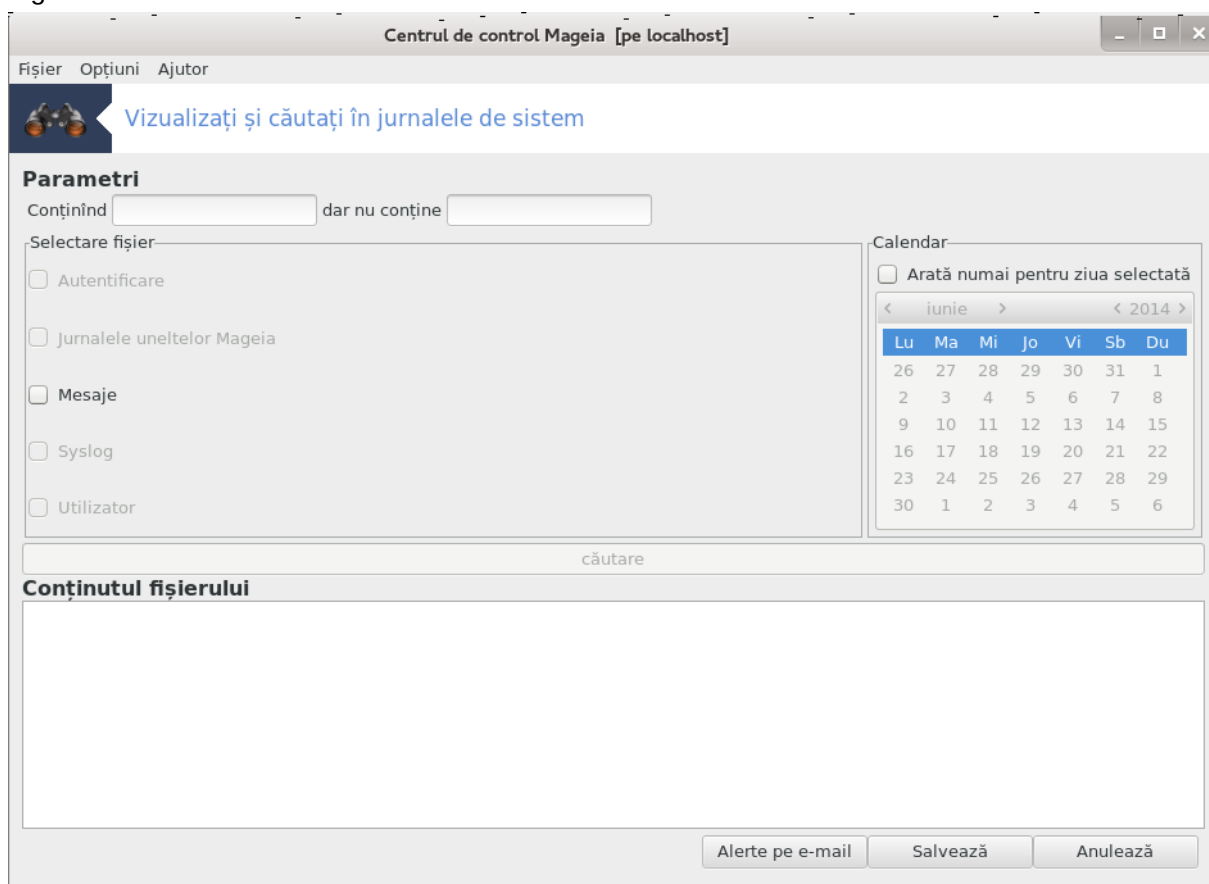 Centrul de control Mageia [pe localhost]
Fișier Opțiuni Ajutor
Vizualizați și căutați în jurnalele de sistem
Parametri
Conținînd dar nu conține
Selectare fișier
Autentificare
Jurnalele uneltelor Mageia
Mesaje
Syslog
Utilizator
Calendar
Arată numai pentru ziua selectată
< iunie > < 2014 >
Lu Ma Mi Jo Vi Sb Du
26 27 28 29 30 31 1
2 3 4 5 6 7 8
9 10 11 12 13 14 15
16 17 18 19 20 21 22
23 24 25 26 27 28 29
30 1 2 3 4 5 6
căutare
Conținutul fișierului
Alerte pe e-mail Salvează Anulează